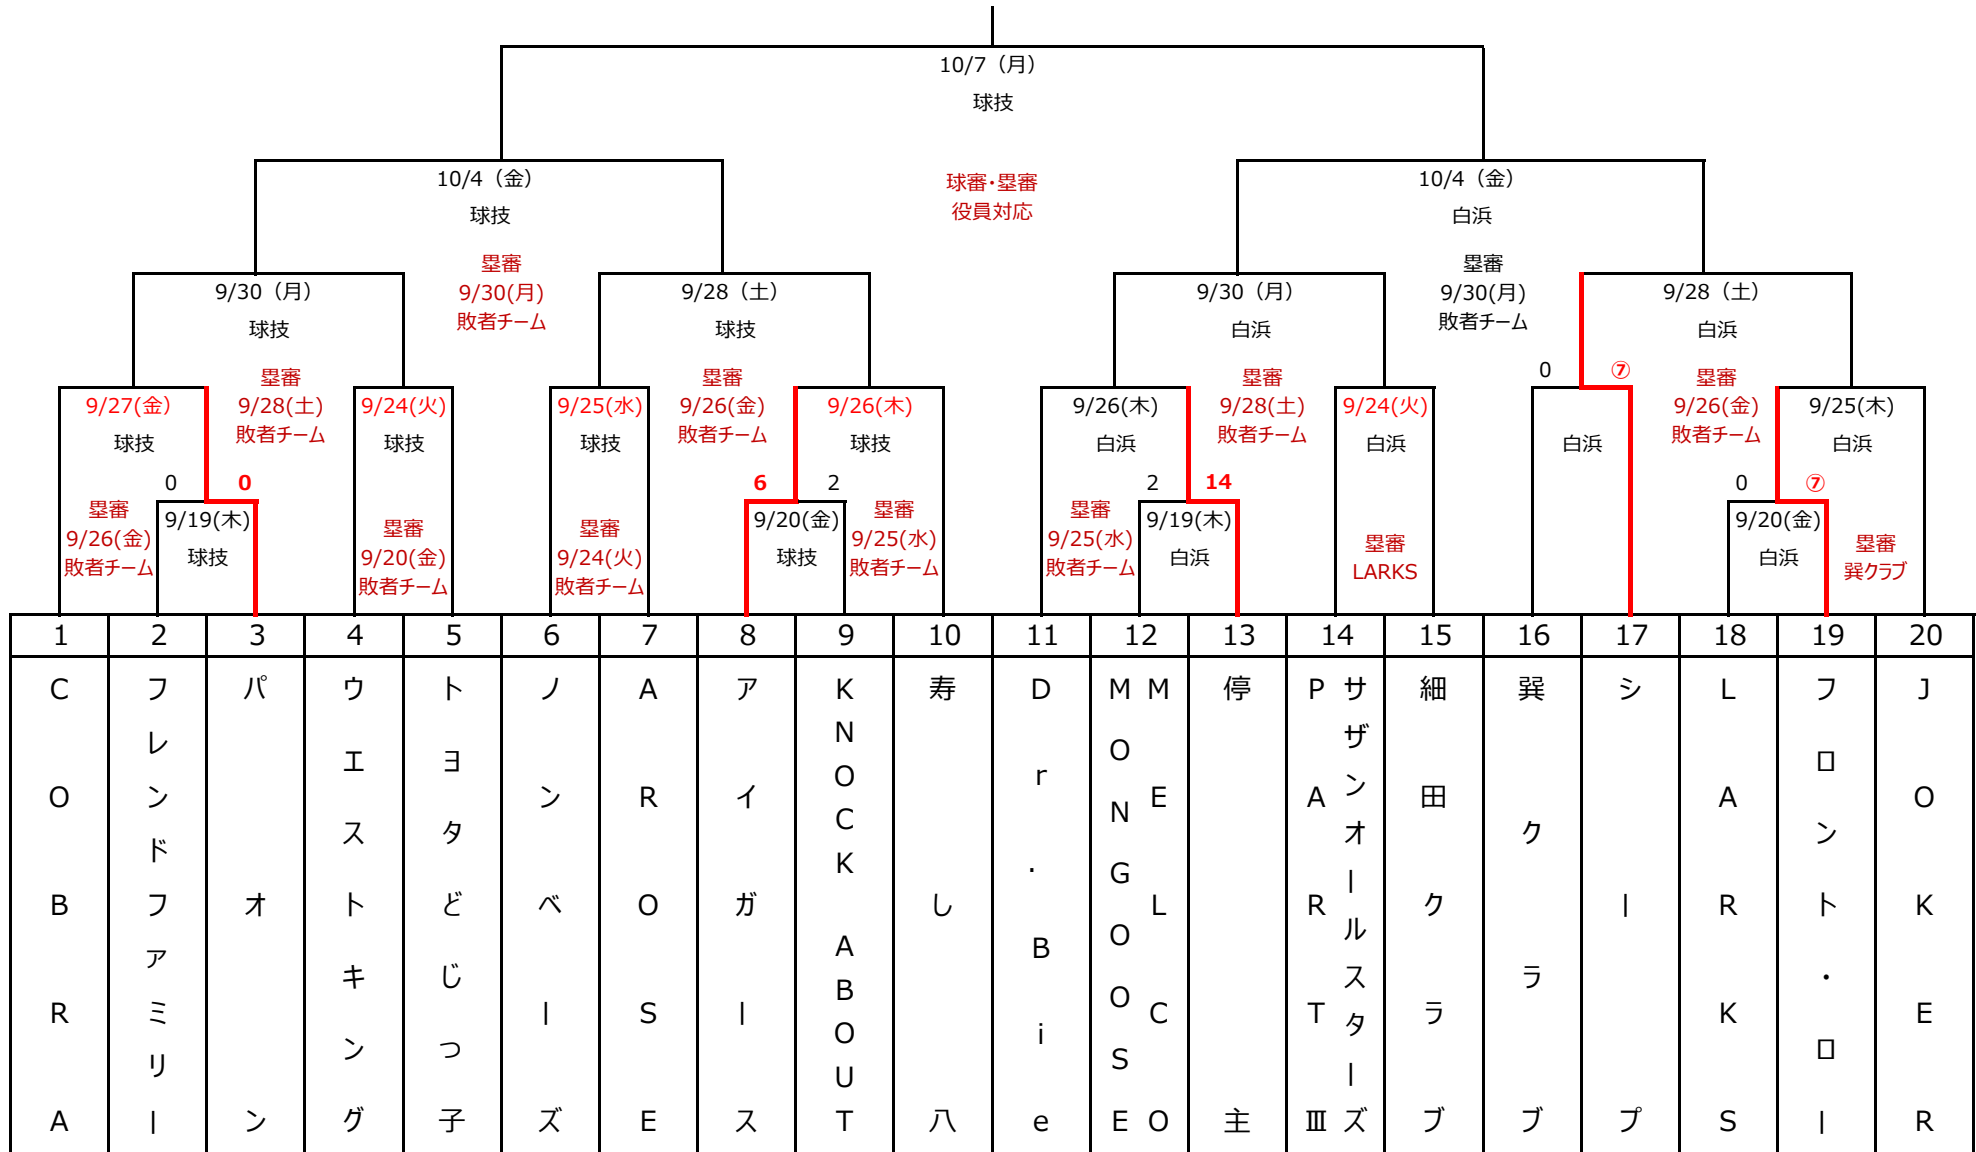 10/7（月）
球技
10/4（金）
球技
球審･塁審
役員対応
10/4（金）
白浜
塁審
9/30(月)
敗者チーム
塁審
9/30(月)
敗者チーム
9/30（月）
球技
9/28（土）
球技
9/30（月）
白浜
9/28（土）
白浜
0
⑦
塁審
9/28(土)
敗者チーム
塁審
9/26(金)
敗者チーム
塁審
9/28(土)
敗者チーム
塁審
9/26(金)
敗者チーム
9/27(金）
球技
9/24(火)
球技
9/25(水)
球技
9/26(木)
球技
9/26(木)
白浜
9/24(火)
白浜
白浜
9/25(木)
白浜
0
0
6
2
2
14
0
⑦
塁審
9/26(金)
敗者チーム
9/19(木)
球技
塁審
9/20(金)
敗者チーム
塁審
9/24(火)
敗者チーム
9/20(金)
球技
塁審
9/25(水)
敗者チーム
塁審
9/25(水)
敗者チーム
9/19(木)
白浜
塁審
LARKS
9/20(金)
白浜
塁審
巽クラブ
1 2 3 4 5 6 7 8 9 10 11 12 13 14 15 16 17 18 19 20
COBRA
フレンドファミリー
パオン
ウエストキング
トヨタどじっ子
ノンベーズ
AROSE
アイガース
KNOCK ABOUT
寿し八
Dr.Bie
MELCO
MONGOOSE
停主
サザンオールスターズ
PARTⅢ
細田クラブ
巽クラブ
シープ
LARKS
フロント・ロー
JOKER